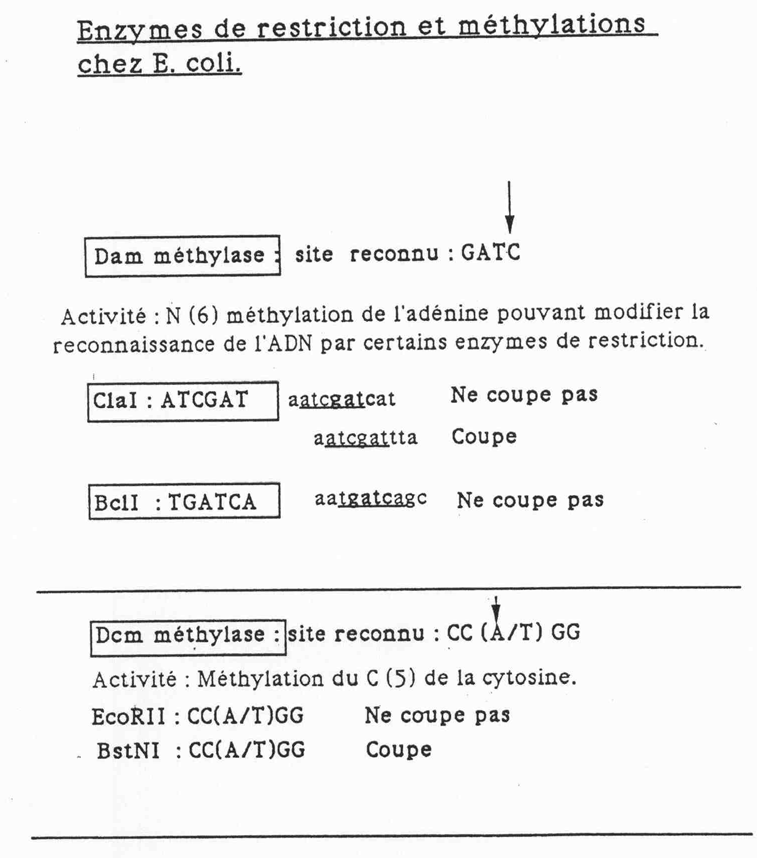 Enzymes de restriction et méthylations
chez E. coli.
Dam méthylase : site reconnu : GATC
Activité : N (6) méthylation de l'adénine pouvant modifier la
reconnaissance de l'ADN par certains enzymes de restriction.
ClaI : ATCGAT aatcgatcat Ne coupe pas
aatcgattta Coupe
BclI : TGATCA aatgatcagc Ne coupe pas
Dcm méthylase : site reconnu : CC (A/T) GG
Activité : Méthylation du C (5) de la cytosine.
EcoRII : CC(A/T)GG Ne coupe pas
BstNI : CC(A/T)GG Coupe